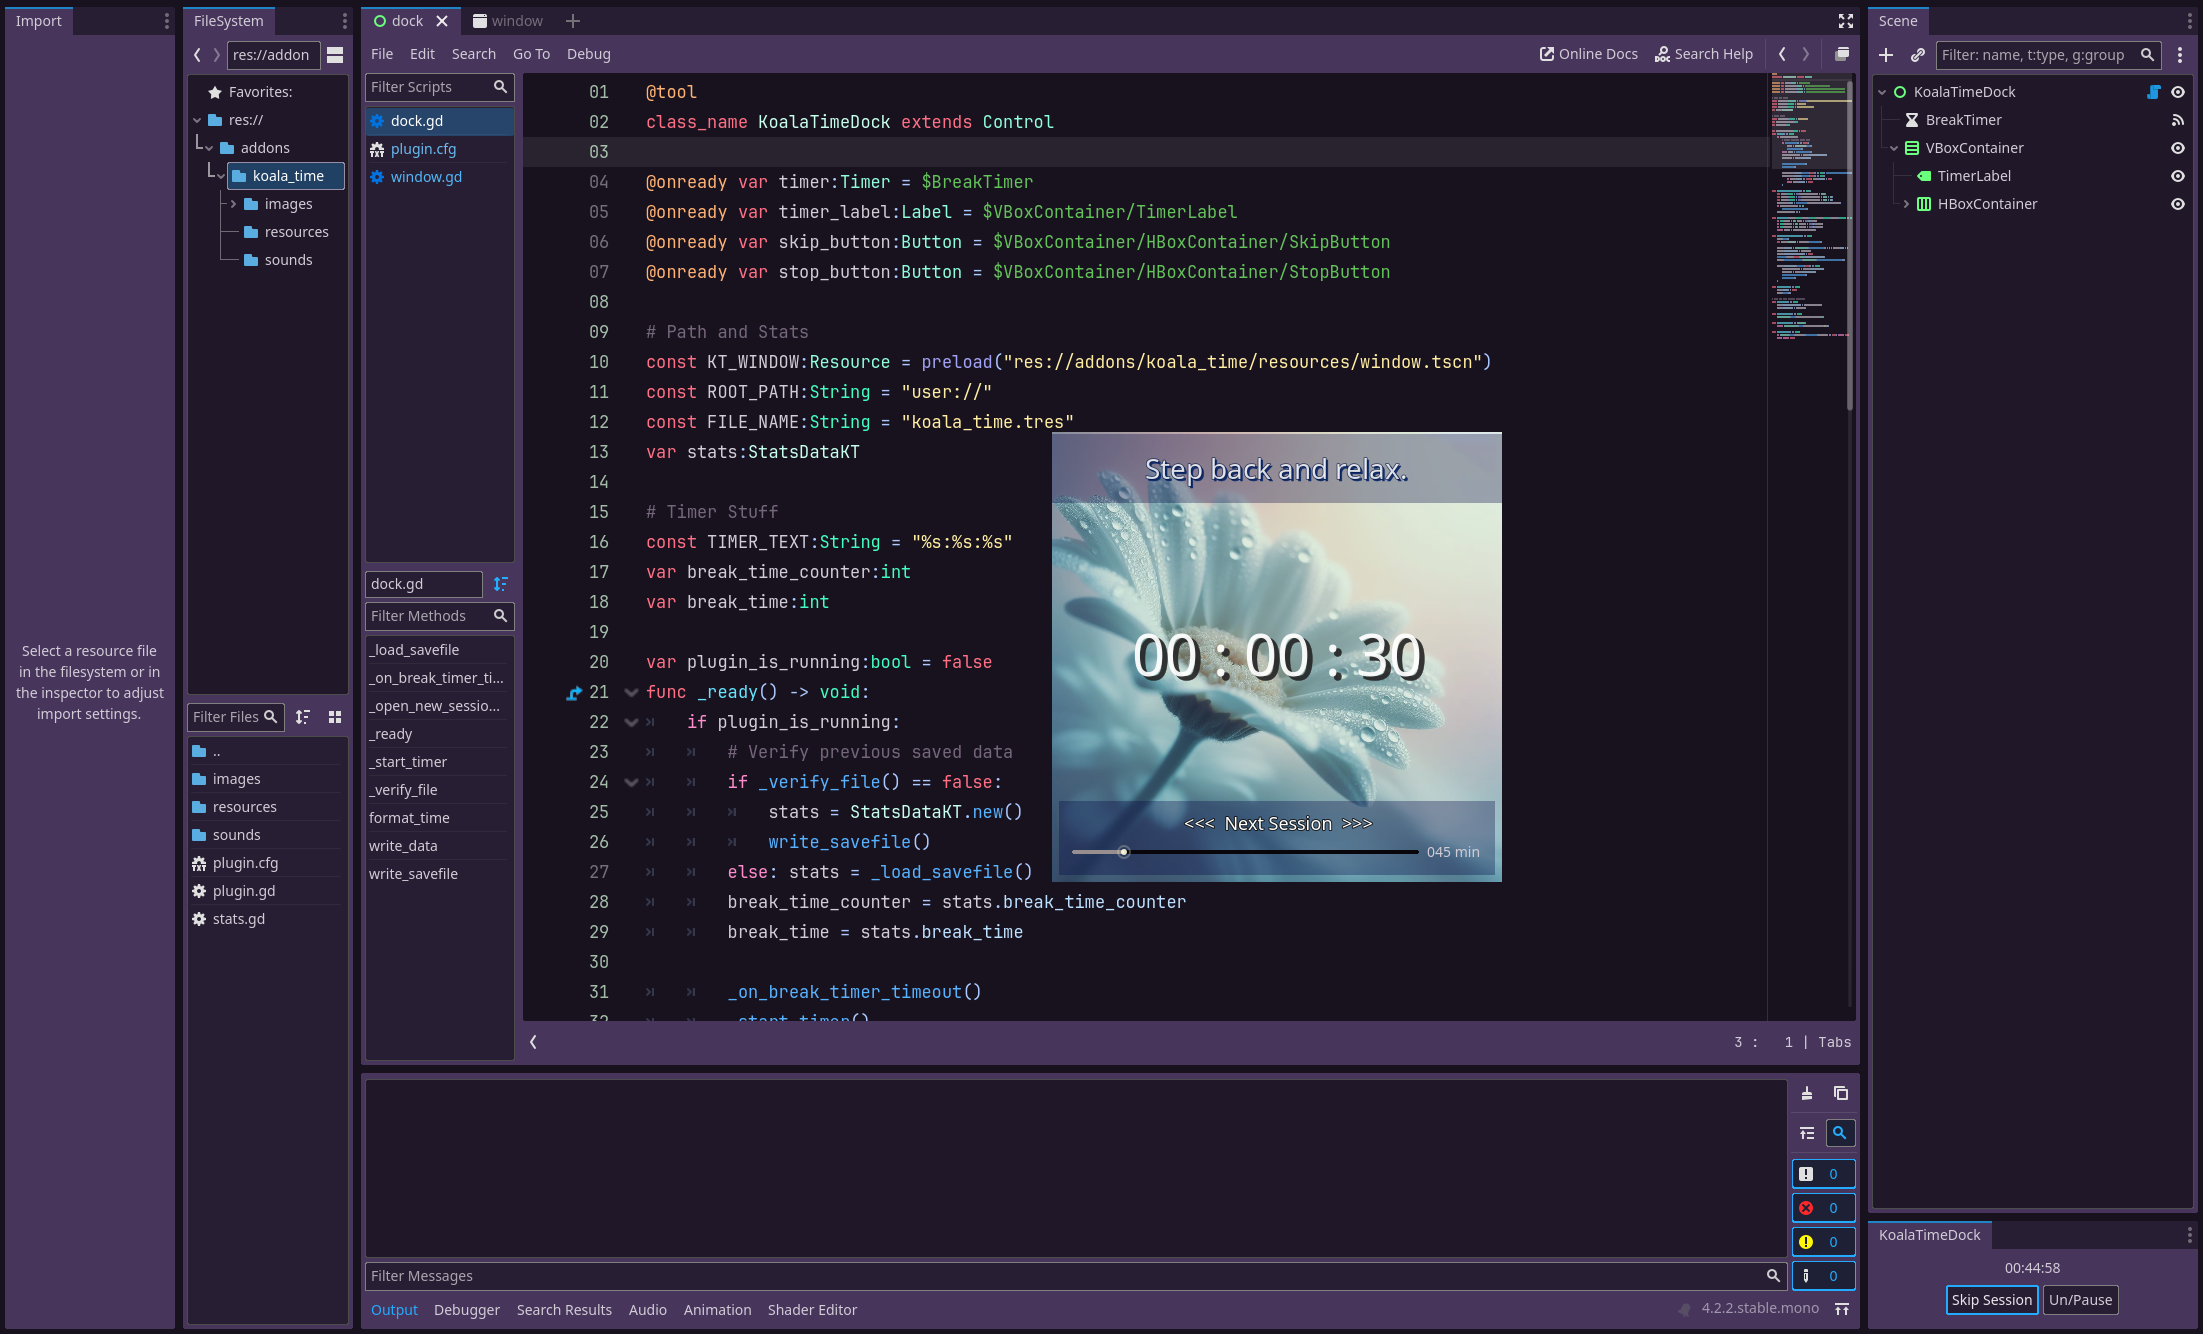 Import
Select a resource file
in the filesystem or in
the inspector to adjust
import settings.
FileSystem
res://addon
Favorites:
res://
addons
koala_time
images
resources
sounds
Filter Files
..
images
resources
sounds
plugin.cfg
plugin.gd
stats.gd
dock
window
File Edit Search Go To Debug
Online Docs Search Help
Filter Scripts
dock.gd
plugin.cfg
window.gd
dock.gd
Filter Methods
_load_savefile
_on_break_timer_ti...
_open_new_sessio...
_ready
_start_timer
_verify_file
format_time
write_data
write_savefile
01 @tool
02 class_name KoalaTimeDock extends Control
03
04 @onready var timer:Timer = $BreakTimer
05 @onready var timer_label:Label = $VBoxContainer/TimerLabel
06 @onready var skip_button:Button = $VBoxContainer/HBoxContainer/SkipButton
07 @onready var stop_button:Button = $VBoxContainer/HBoxContainer/StopButton
08
09 # Path and Stats
10 const KT_WINDOW:Resource = preload("res://addons/koala_time/resources/window.tscn")
11 const ROOT_PATH:String = "user://"
12 const FILE_NAME:String = "koala_time.tres"
13 var stats:StatsDataKT
14
15 # Timer Stuff
16 const TIMER_TEXT:String = "%s:%s:%s"
17 var break_time_counter:int
18 var break_time:int
19
20 var plugin_is_running:bool = false
21 func _ready() -> void:
22 if plugin_is_running:
23 # Verify previous saved data
24 if _verify_file() == false:
25 stats = StatsDataKT.new()
26 write_savefile()
27 else: stats = _load_savefile()
28 break_time_counter = stats.break_time_counter
29 break_time = stats.break_time
30
31 _on_break_timer_timeout()
32 _start_timer()
Step back and relax.
00 : 00 : 30
<<< Next Session >>>
045 min
3 : 1 | Tabs
0
0
0
0
Filter Messages
Output Debugger Search Results Audio Animation Shader Editor
4.2.2.stable.mono
Scene
Filter: name, t:type, g:group
KoalaTimeDock
BreakTimer
VBoxContainer
TimerLabel
HBoxContainer
KoalaTimeDock
00:44:58
Skip Session Un/Pause